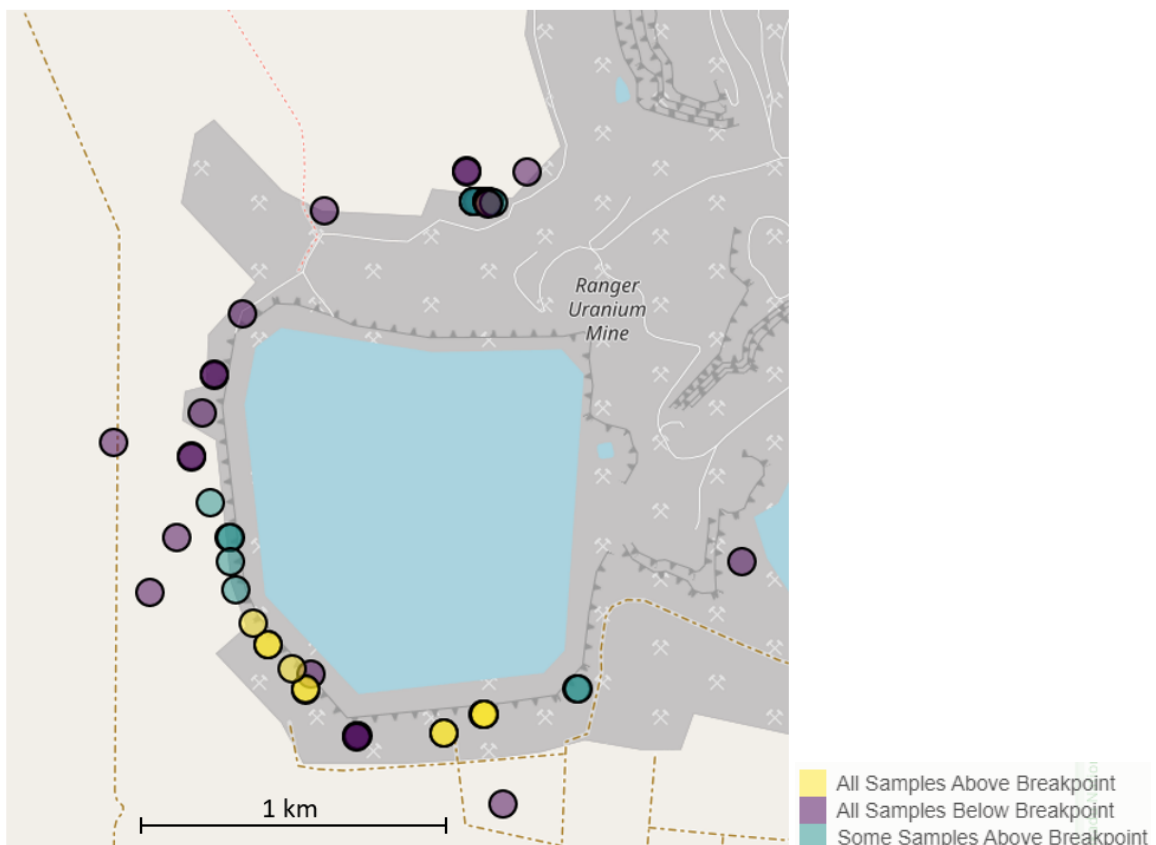 Ranger
Uranium
Mine
1 km
All Samples Above Breakpoint
All Samples Below Breakpoint
Some Samples Above Breakpoint